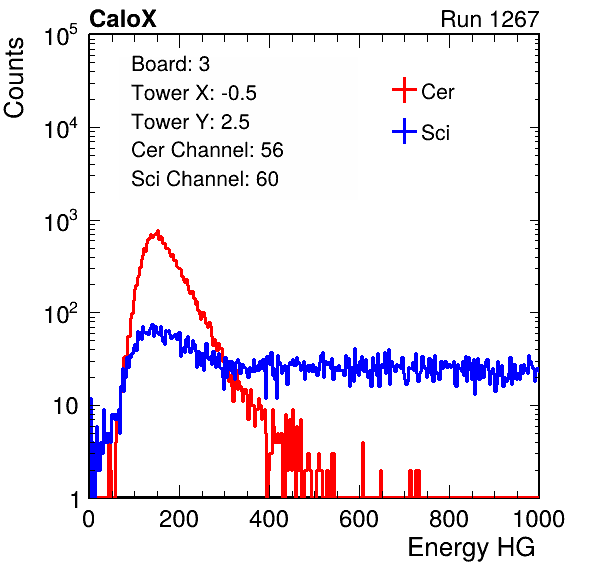 CaloX Run 1267
Counts
10^5
10^4
10^3
10^2
10
1
Board: 3
Tower X: -0.5
Tower Y: 2.5
Cer Channel: 56
Sci Channel: 60
Cer
Sci
0 200 400 600 800 1000
Energy HG